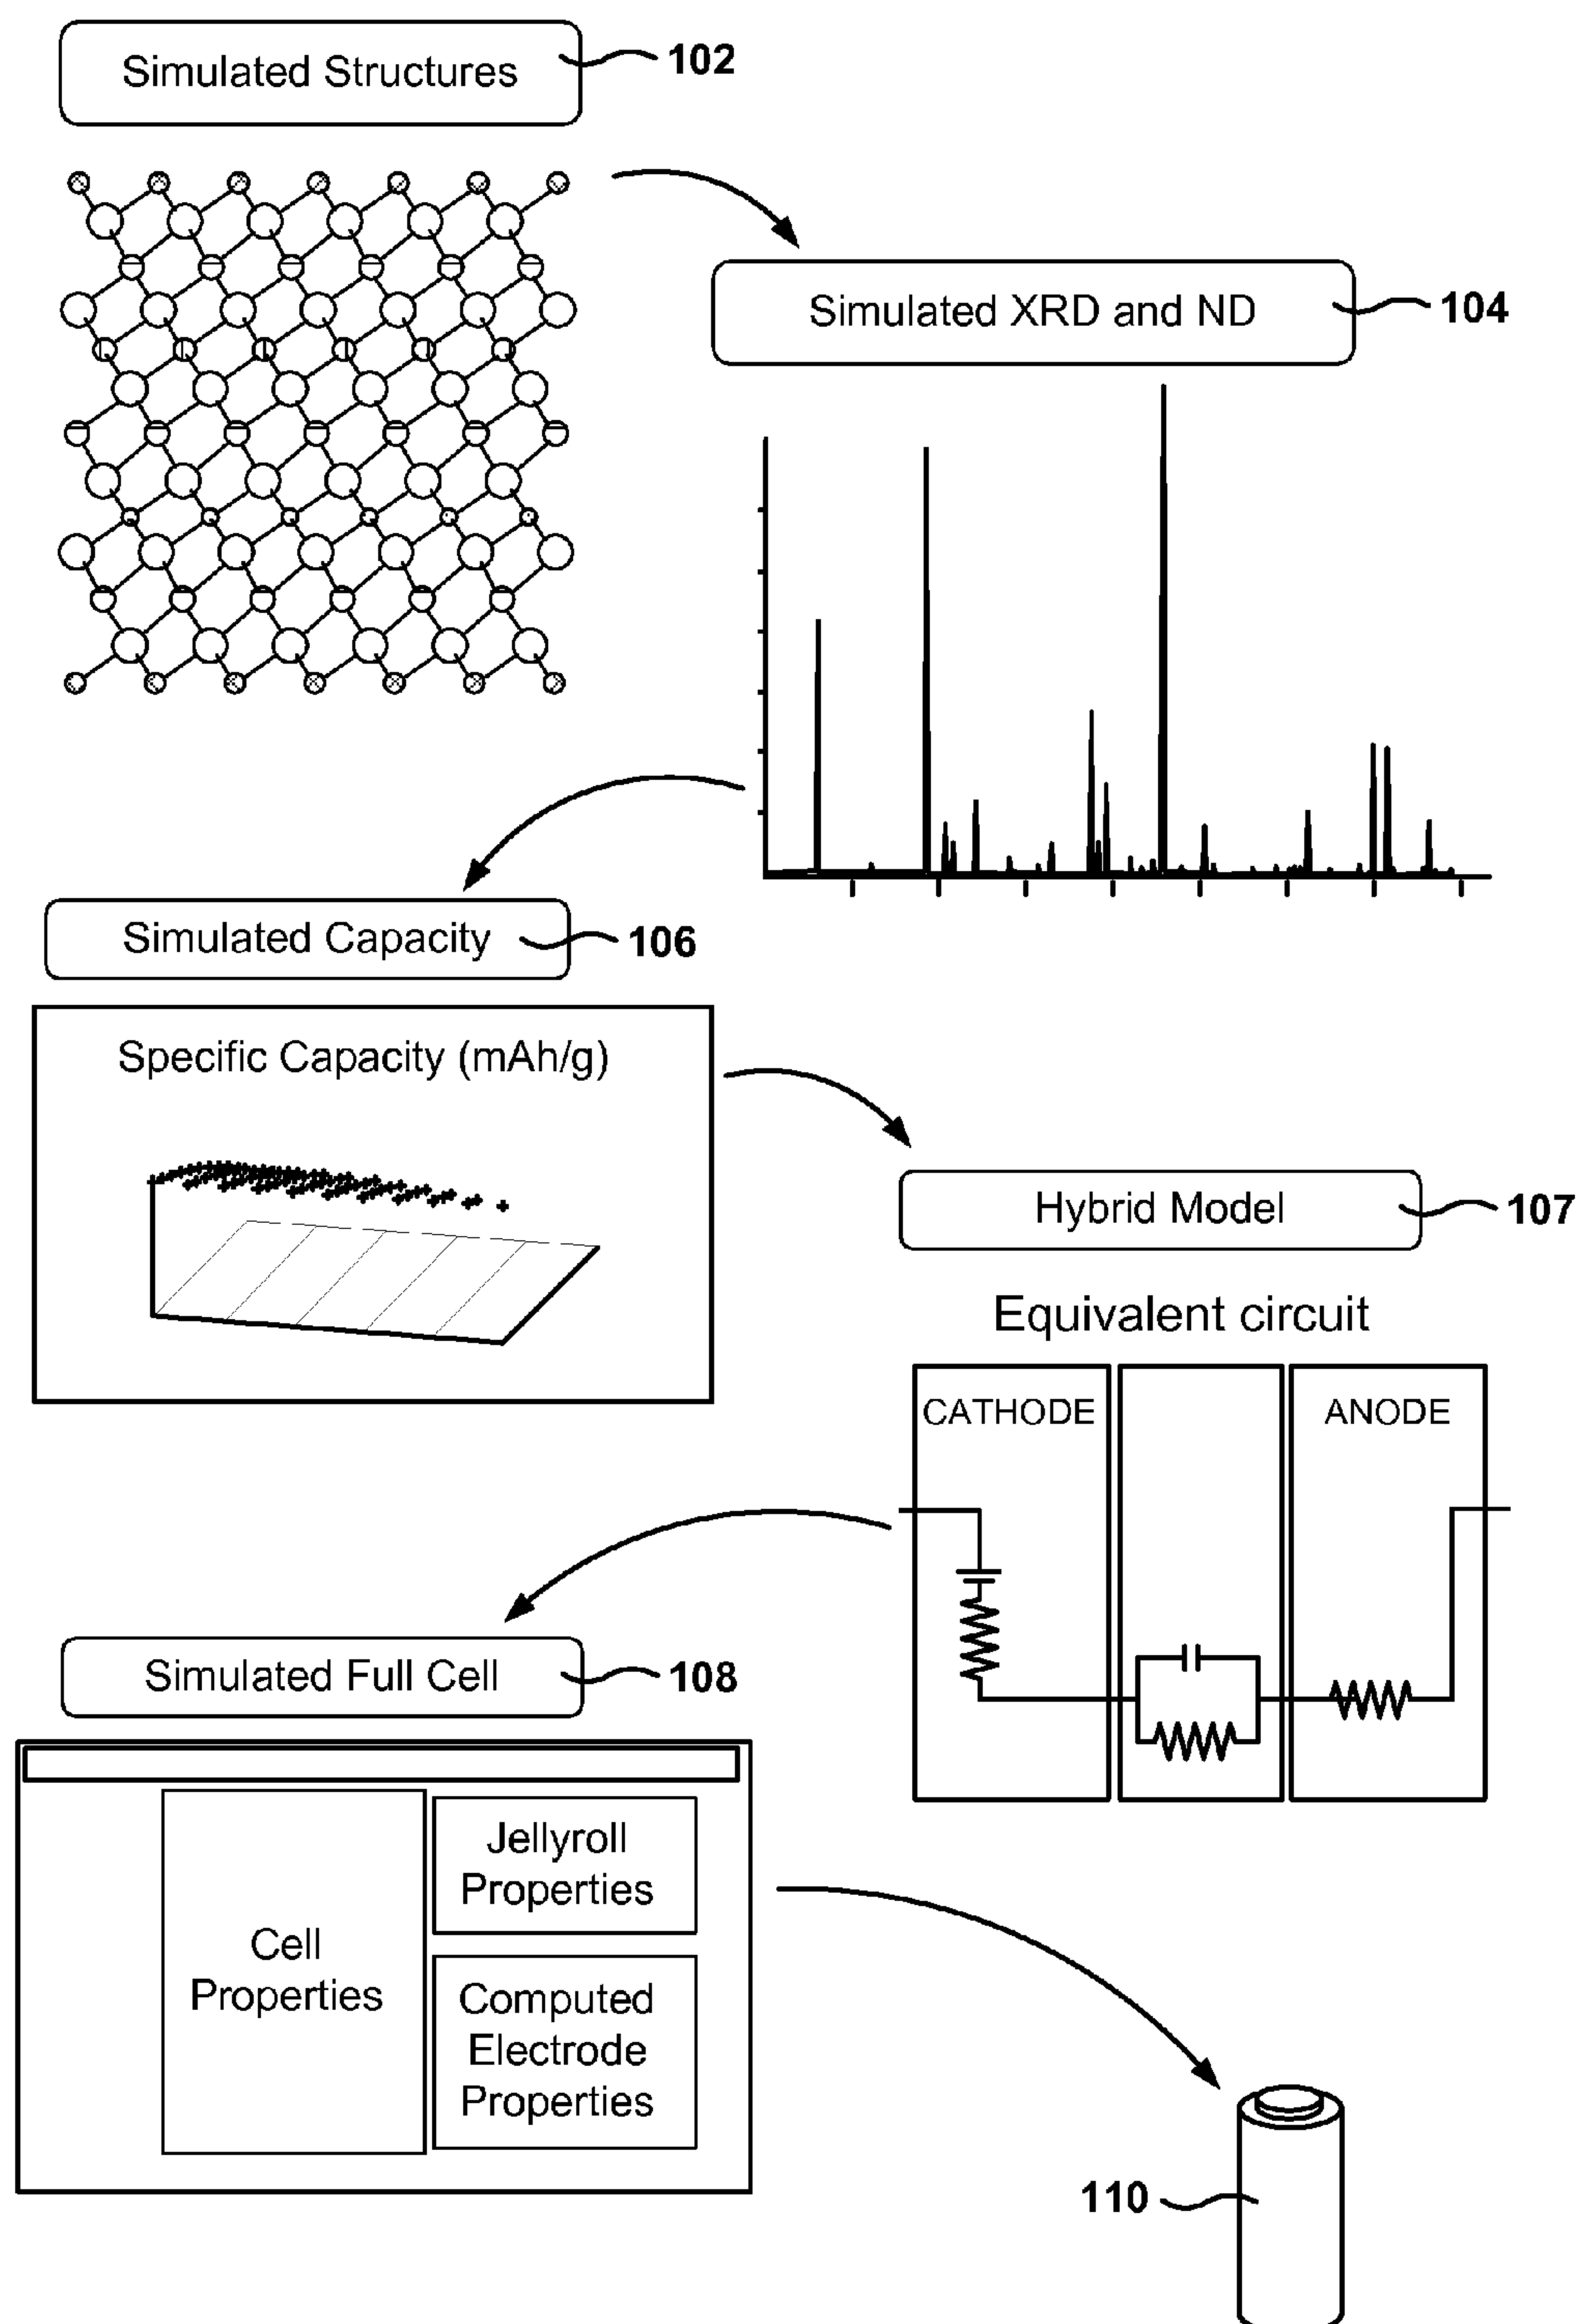 Simulated Structures
102
Simulated XRD and ND
104
Simulated Capacity
106
Specific Capacity (mAh/g)
Hybrid Model
107
Equivalent circuit
CATHODE
ANODE
Simulated Full Cell
108
Cell
Properties
Jellyroll
Properties
Computed
Electrode
Properties
110